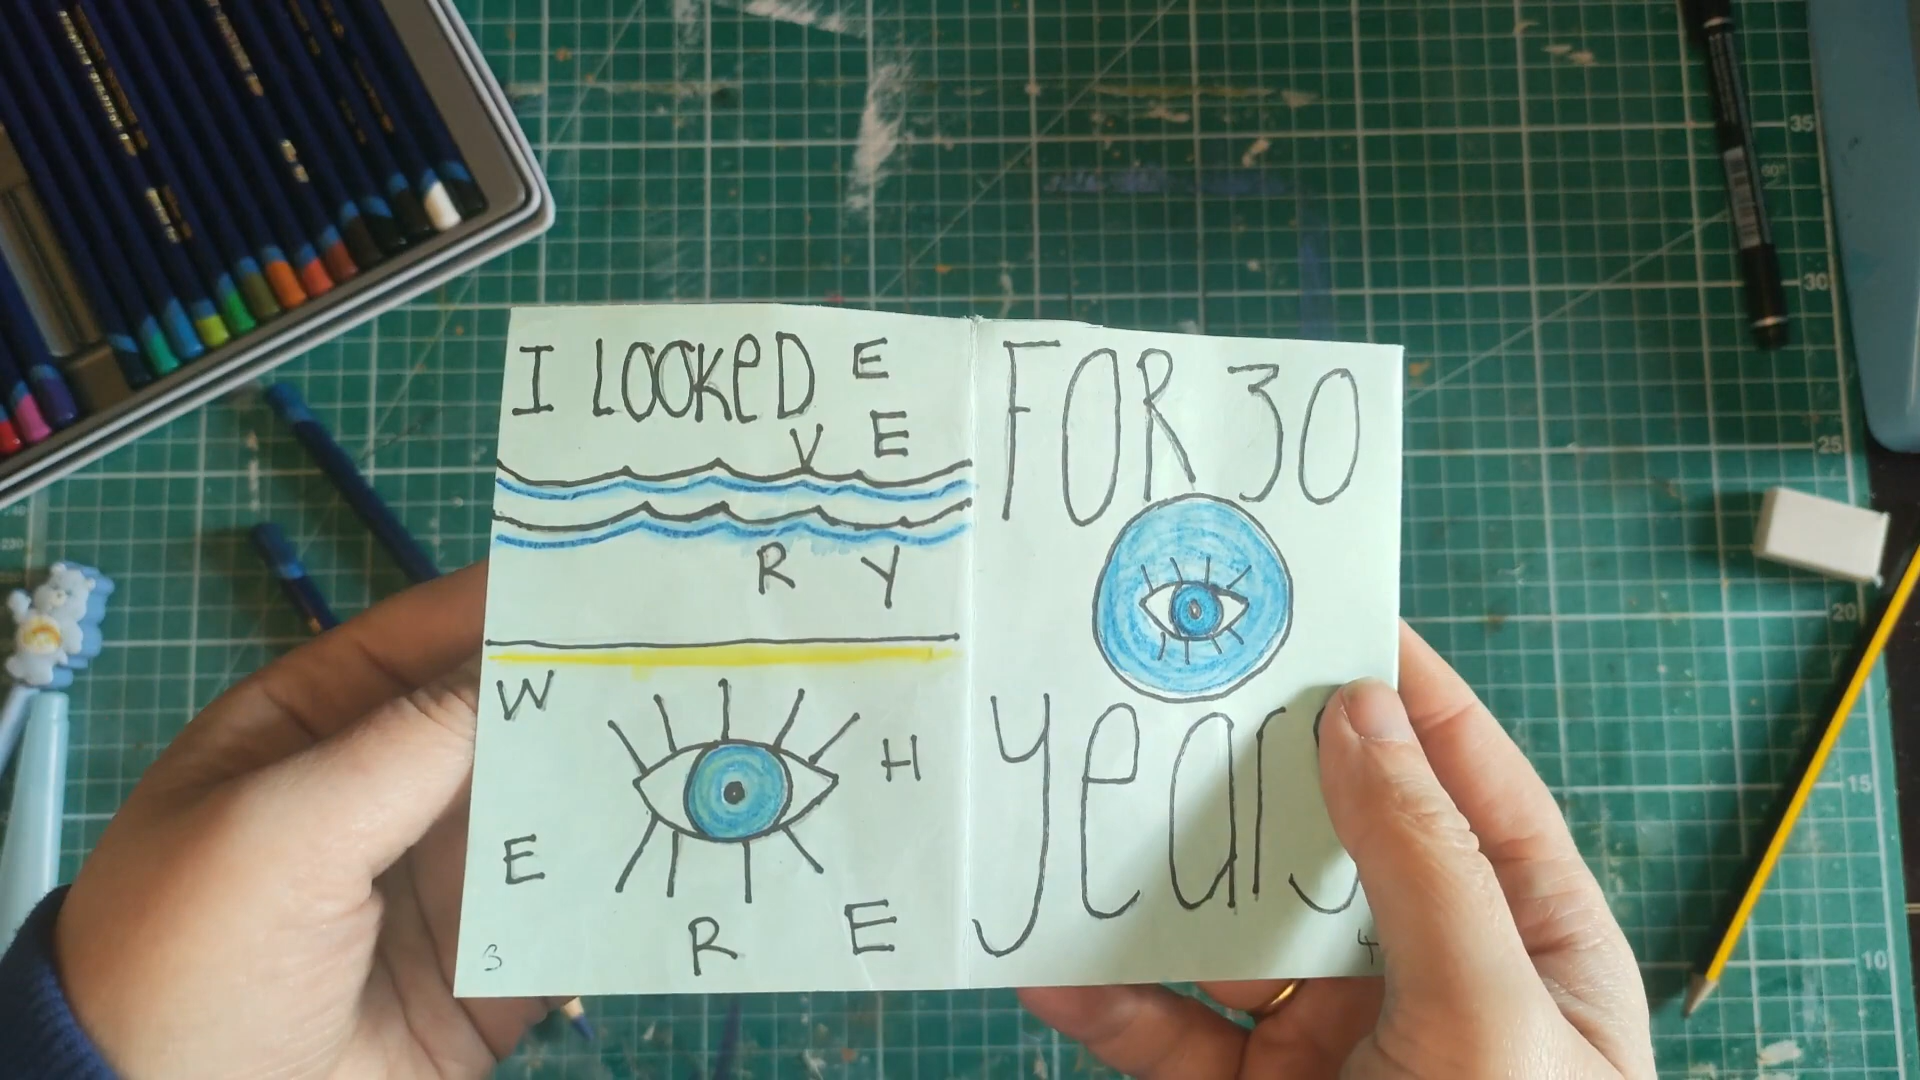 I LOOKED E
V E
R Y
W
H
E
R E
3
FOR 30
years
4
35
30
25
20
15
10